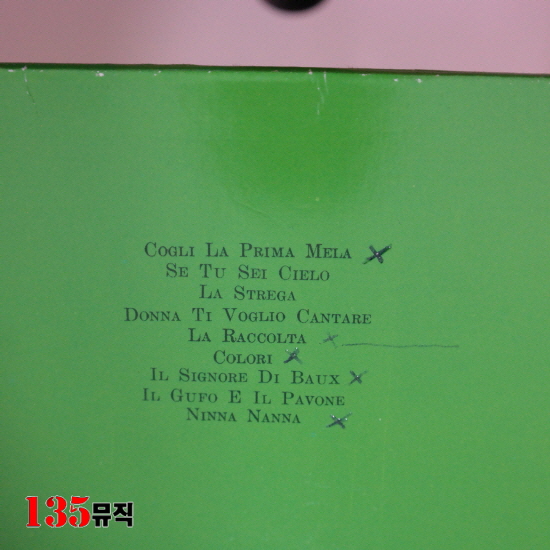 COGLI LA PRIMA MELA
SE TU SEI CIELO
LA STREGA
DONNA TI VOGLIO CANTARE
LA RACCOLTA
COLORI
IL SIGNORE DI BAUX
IL GUFO E IL PAVONE
NINNA NANNA
135뮤직